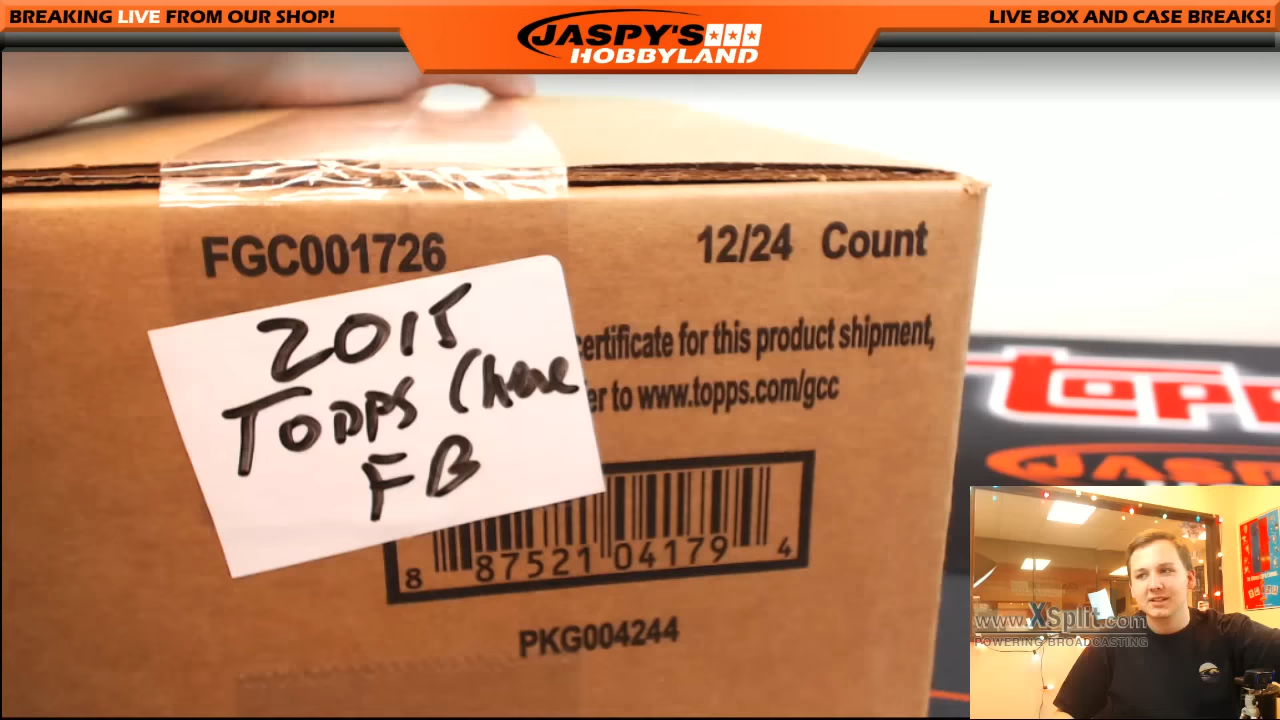 BREAKING LIVE FROM OUR SHOP!
JASPY'S
HOBBYLAND
LIVE BOX AND CASE BREAKS!
FGC001726
12/24 Count
2015
Topps Chrome
FB
certificate for this product shipment,
er to www.topps.com/gcc
8 87521 04179 4
PKG004244
topp
JASP
www.XSplit.com
POWERING BROADCASTING